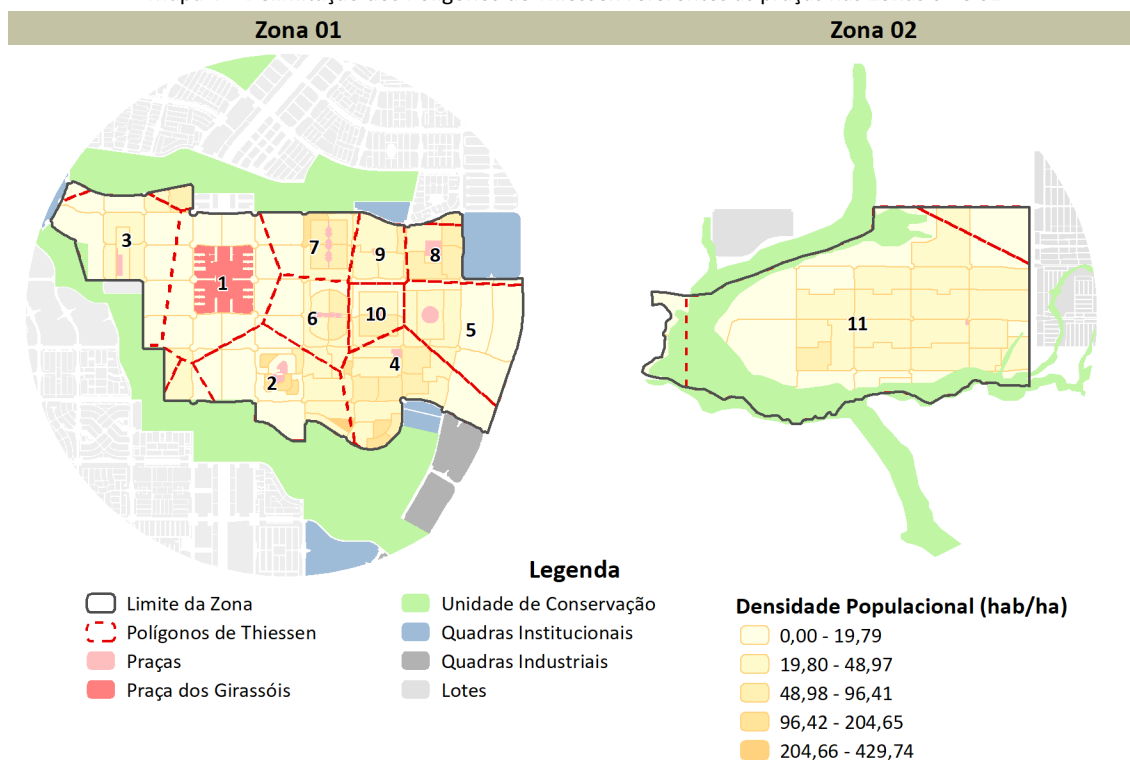 Zona 01
Zona 02
3
1
7
9
8
6
10
5
2
4
11
Legenda
Limite da Zona
Polígonos de Thiessen
Praças
Praça dos Girassóis
Unidade de Conservação
Quadras Institucionais
Quadras Industriais
Lotes
Densidade Populacional (hab/ha)
0,00 - 19,79
19,80 - 48,97
48,98 - 96,41
96,42 - 204,65
204,66 - 429,74